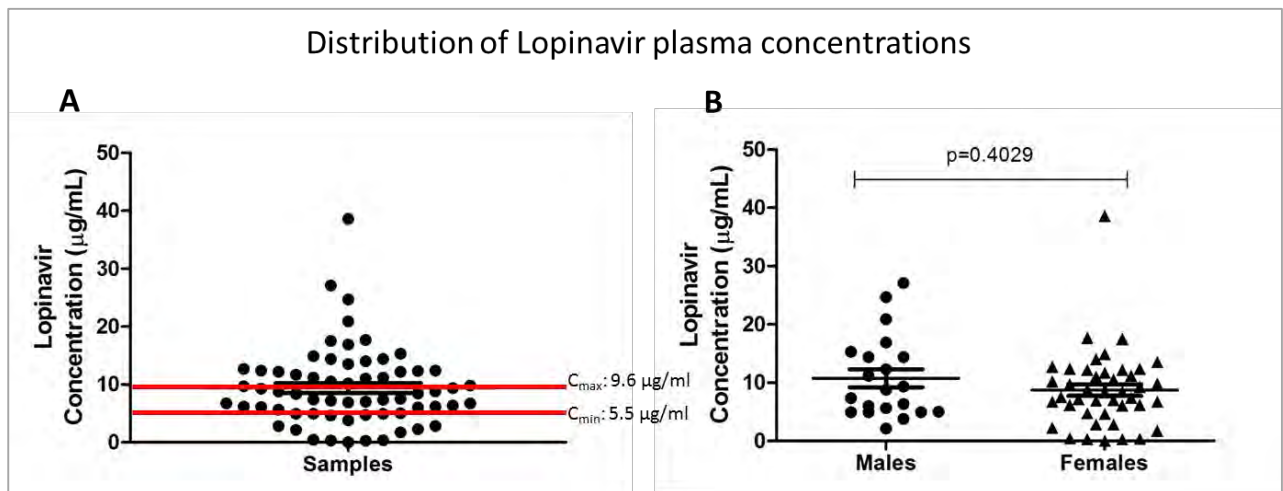 Distribution of Lopinavir plasma concentrations
A
Lopinavir
Concentration (μg/mL)
50
40
30
20
10
0
Cmax: 9.6 μg/ml
Cmin: 5.5 μg/ml
Samples
B
Lopinavir
Concentration (μg/mL)
50
40
30
20
10
0
p=0.4029
Males
Females